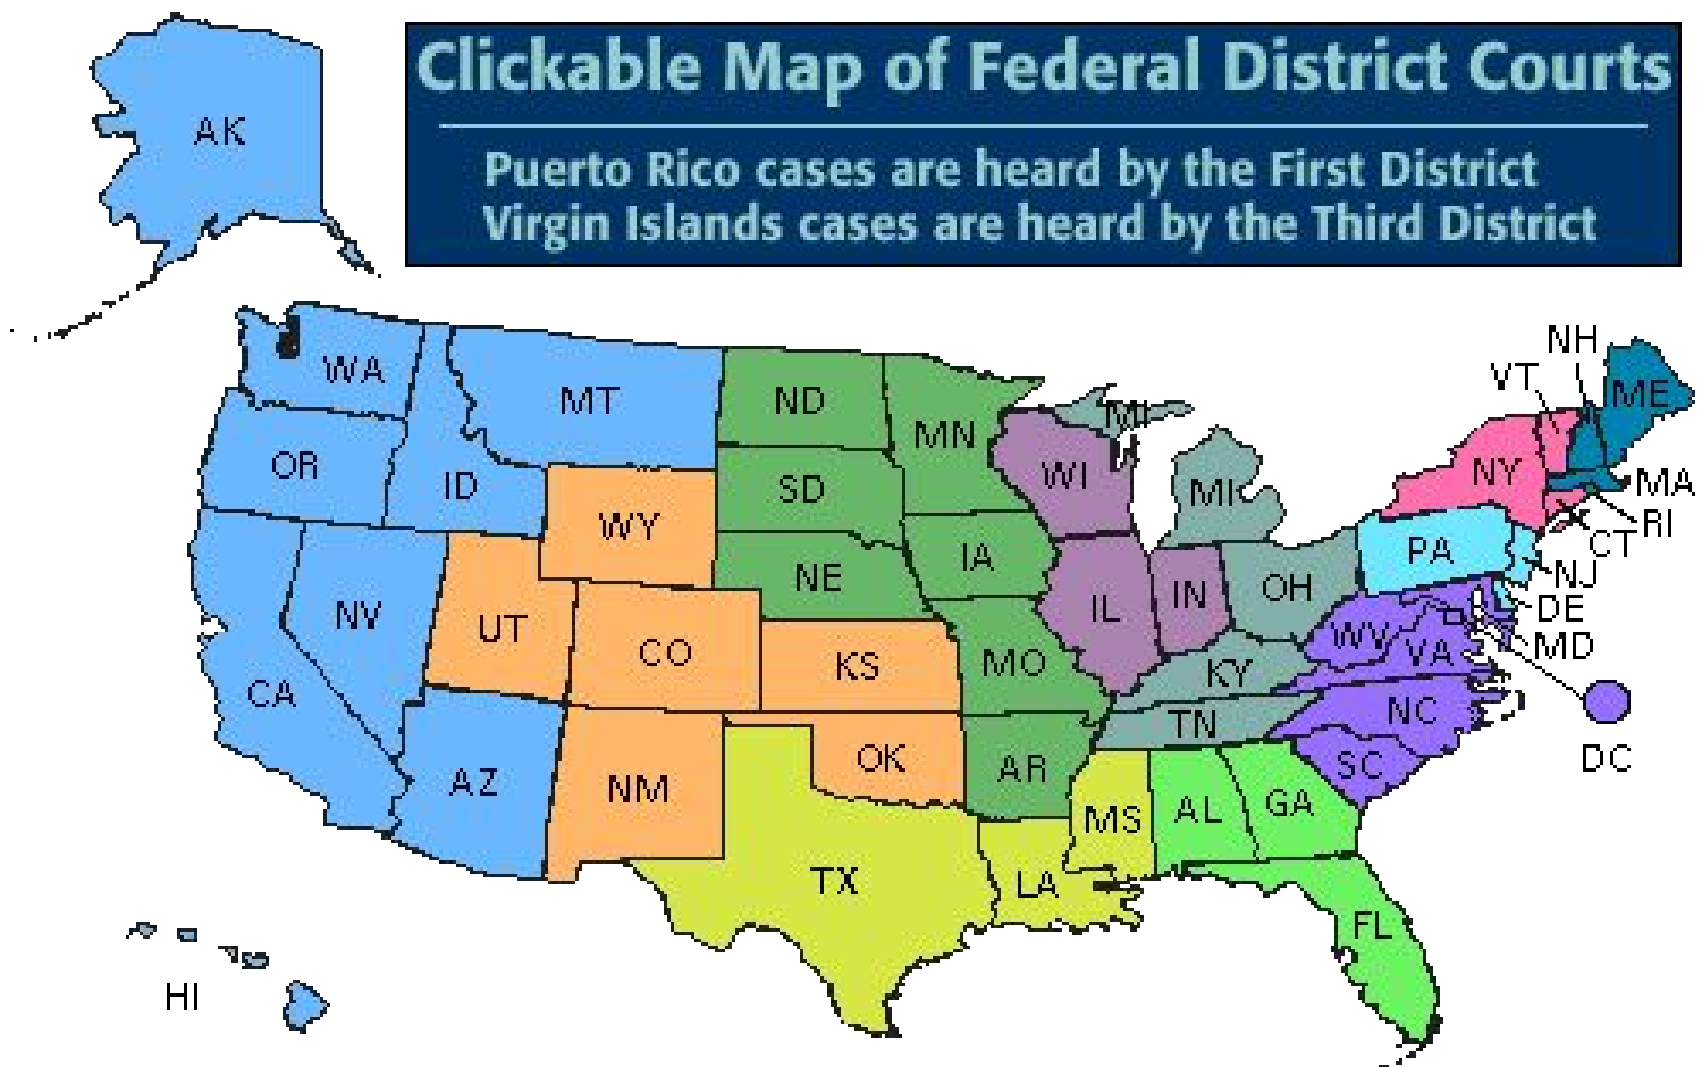 Clickable Map of Federal District Courts
Puerto Rico cases are heard by the First District
Virgin Islands cases are heard by the Third District
AK
WA
MT
ND
MN
MI
VT
NH
ME
OR
ID
SD
WI
MI
NY
MA
RI
CT
WY
NE
IA
IL
IN
OH
PA
NJ
DE
MD
NV
UT
CO
KS
MO
KY
WV
VA
CA
AZ
NM
OK
AR
TN
NC
SC
DC
TX
LA
MS
AL
GA
FL
HI